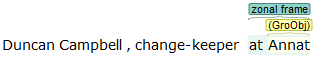 zonal frame
(GroObj)
Duncan Campbell , change-keeper at Annat